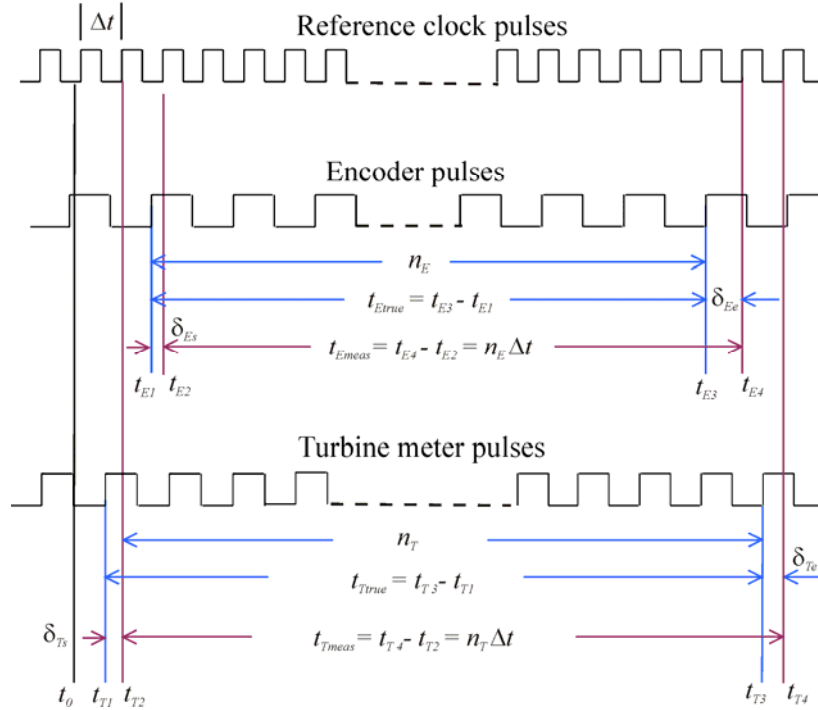 Reference clock pulses
Δt
Encoder pulses
n_E
t_Etrue = t_E3 - t_E1
δ_Ee
δ_Es
t_Emeas = t_E4 - t_E2 = n_E Δt
t_E1 t_E2 t_E3 t_E4
Turbine meter pulses
n_T
t_Ttrue = t_T3 - t_T1
δ_Te
δ_Ts
t_Tmeas = t_T4 - t_T2 = n_T Δt
t_0 t_T1 t_T2 t_T3 t_T4